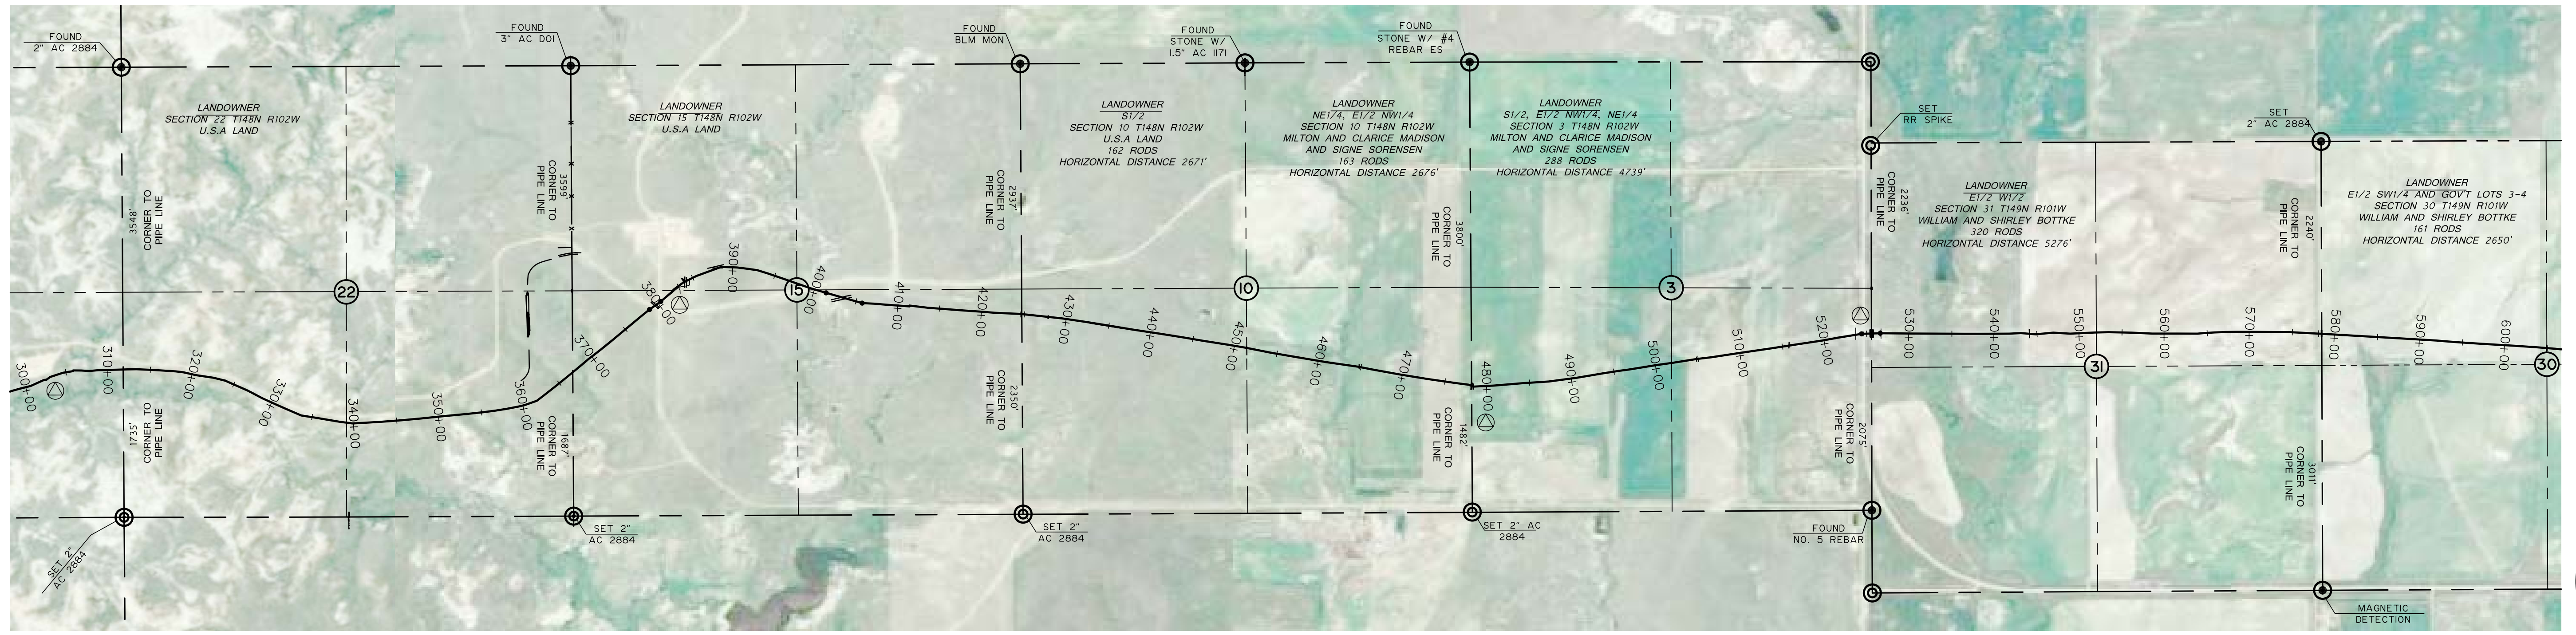 FOUND
2" AC 2884
FOUND
3" AC DOI
FOUND
BLM MON
FOUND
STONE W/
1.5" AC 1171
FOUND
STONE W/ #4
REBAR ES
SET
RR SPIKE
SET
2" AC 2884
LANDOWNER
SECTION 22 T148N R102W
U.S.A LAND
LANDOWNER
SECTION 15 T148N R102W
U.S.A LAND
LANDOWNER
S1/2
SECTION 10 T148N R102W
U.S.A LAND
162 RODS
HORIZONTAL DISTANCE 2671'
LANDOWNER
NE1/4, E1/2 NW1/4
SECTION 10 T148N R102W
MILTON AND CLARICE MADISON
AND SIGNE SORENSEN
163 RODS
HORIZONTAL DISTANCE 2676'
LANDOWNER
S1/2, E1/2 NW1/4, NE1/4
SECTION 3 T148N R102W
MILTON AND CLARICE MADISON
AND SIGNE SORENSEN
288 RODS
HORIZONTAL DISTANCE 4739'
LANDOWNER
E1/2 W1/2
SECTION 31 T149N R101W
WILLIAM AND SHIRLEY BOTTKE
320 RODS
HORIZONTAL DISTANCE 5276'
LANDOWNER
E1/2 SW1/4 AND GOV'T LOTS 3-4
SECTION 30 T149N R101W
WILLIAM AND SHIRLEY BOTTKE
161 RODS
HORIZONTAL DISTANCE 2650'
3548'
CORNER TO
PIPE LINE
3599'
CORNER TO
PIPE LINE
2937'
CORNER TO
PIPE LINE
3800'
CORNER TO
PIPE LINE
2236'
CORNER TO
PIPE LINE
2240'
CORNER TO
PIPE LINE
22
15
10
3
31
30
300+00
310+00
320+00
330+00
340+00
350+00
360+00
370+00
380+00
390+00
400+00
410+00
420+00
430+00
440+00
450+00
460+00
470+00
480+00
490+00
500+00
510+00
520+00
530+00
540+00
550+00
560+00
570+00
580+00
590+00
600+00
1735'
CORNER TO
PIPE LINE
1687'
CORNER TO
PIPE LINE
2350'
CORNER TO
PIPE LINE
1482'
CORNER TO
PIPE LINE
2075'
CORNER TO
PIPE LINE
3011'
CORNER TO
PIPE LINE
SET 2"
AC 2884
SET 2"
AC 2884
SET 2"
AC 2884
SET 2" AC
2884
FOUND
NO. 5 REBAR
MAGNETIC
DETECTION